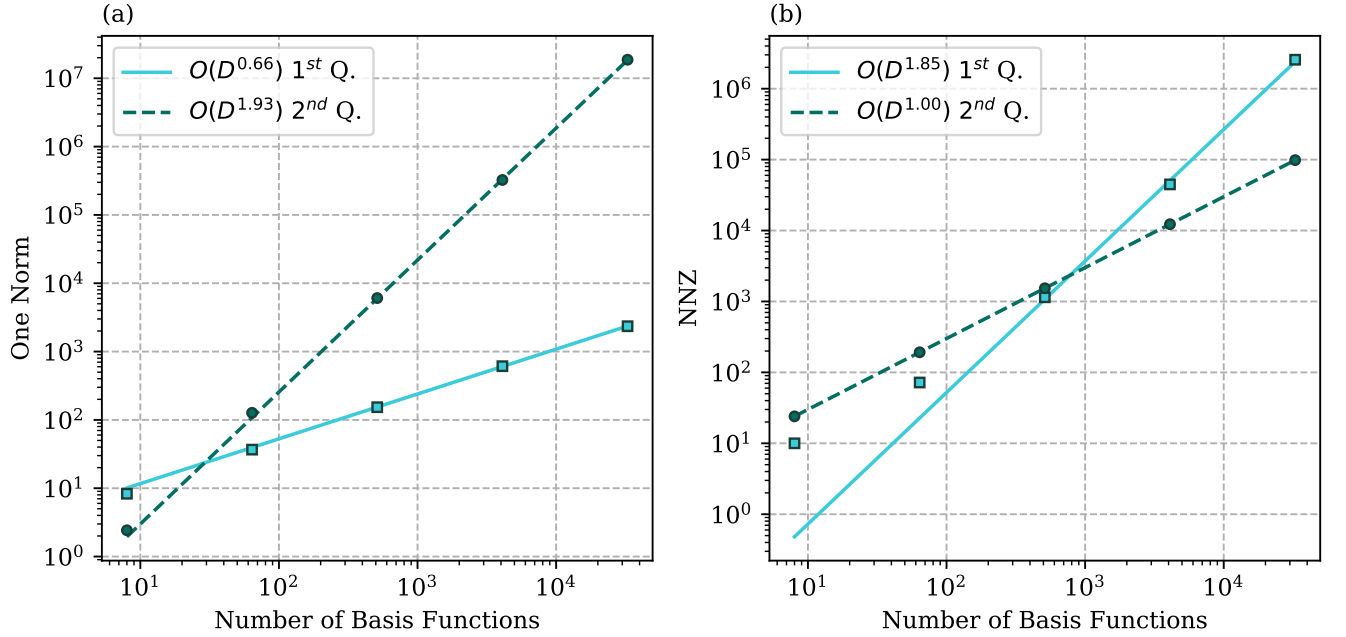 (a)
O(D^0.66) 1^st Q.
O(D^1.93) 2^nd Q.
One Norm
10^7
10^6
10^5
10^4
10^3
10^2
10^1
10^0
10^1 10^2 10^3 10^4
Number of Basis Functions
(b)
O(D^1.85) 1^st Q.
O(D^1.00) 2^nd Q.
NNZ
10^6
10^5
10^4
10^3
10^2
10^1
10^0
10^1 10^2 10^3 10^4
Number of Basis Functions